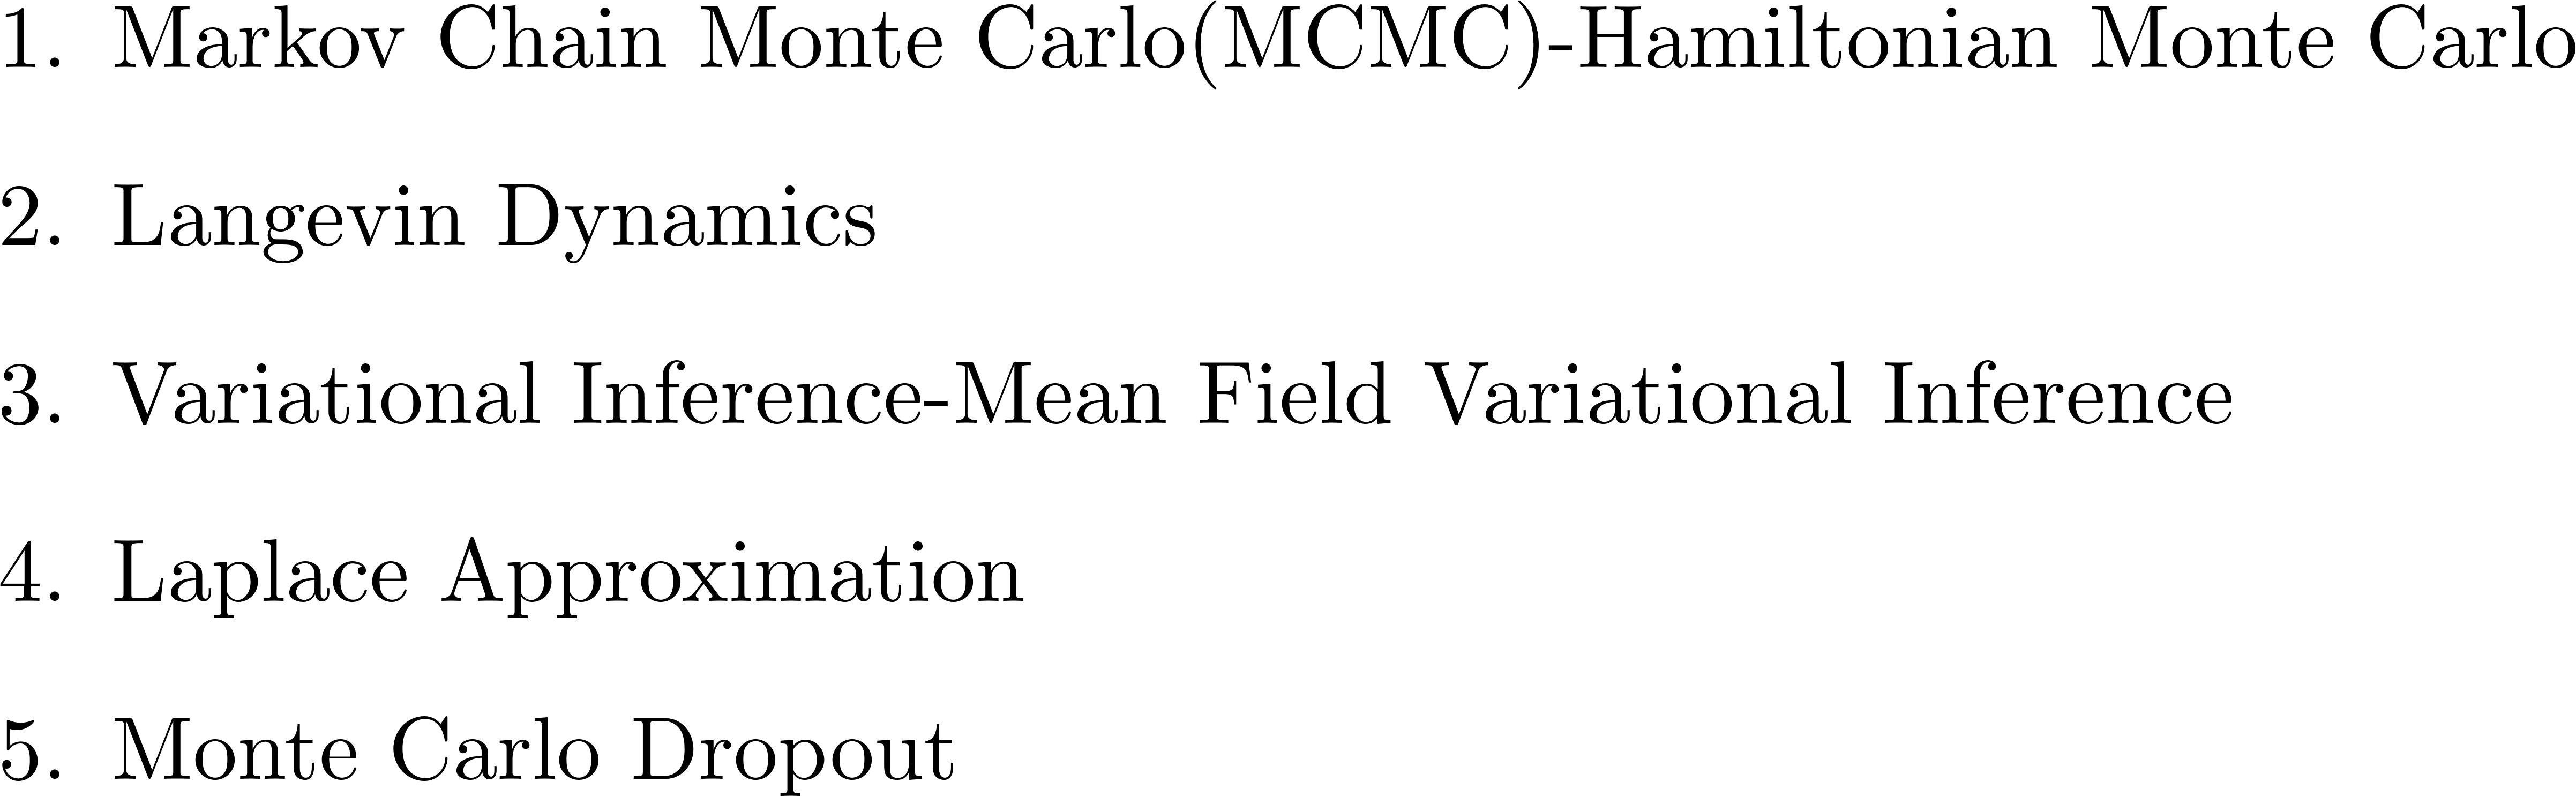 1. Markov Chain Monte Carlo(MCMC)-Hamiltonian Monte Carlo
2. Langevin Dynamics
3. Variational Inference-Mean Field Variational Inference
4. Laplace Approximation
5. Monte Carlo Dropout